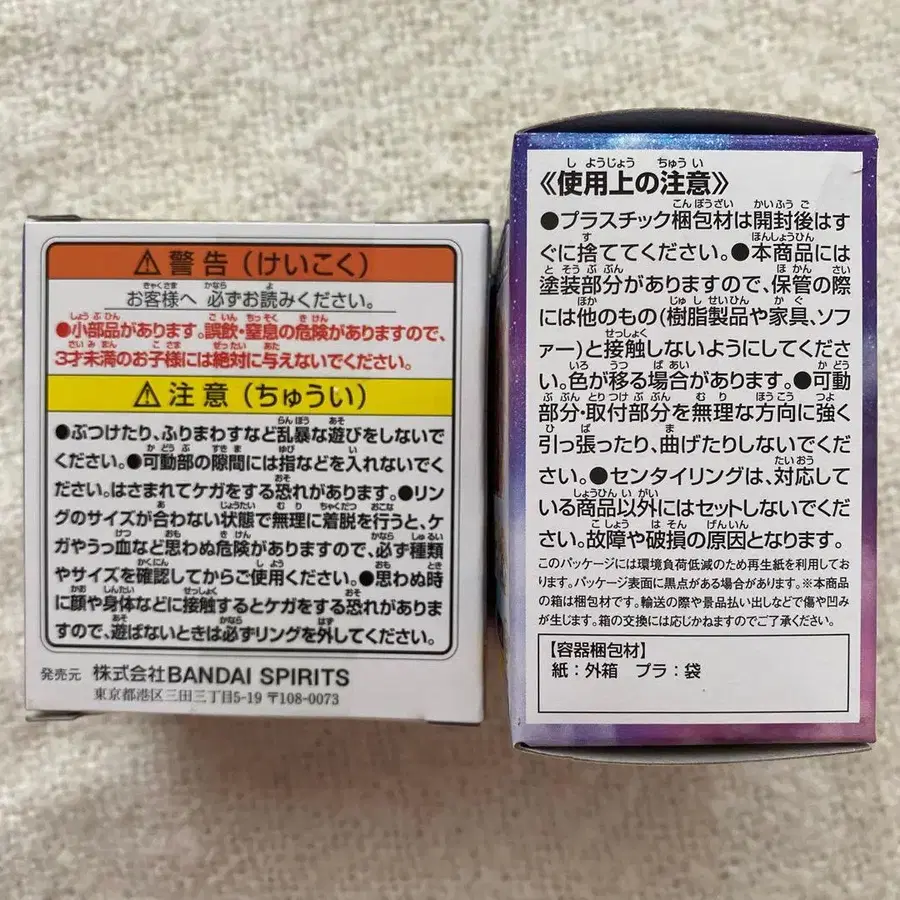 ⚠警告(けいこく)
お客様へ 必ずお読みください。
●小部品があります。誤飲・窒息の危険がありますので、
3才未満のお子様には絶対に与えないでください。
⚠注意(ちゅうい)
●ぶつけたり、ふりまわすなど乱暴な遊びをしないで
ください。●可動部の隙間には指などを入れないでく
ださい。はさまれてケガをする恐れがあります。●リン
グのサイズが合わない状態で無理に着脱を行うと、ケ
ガやうっ血など思わぬ危険がありますので、必ず種類
やサイズを確認してからご使用ください。●思わぬ時
に顔や身体などに接触するとケガをする恐れがありま
すので、遊ばないときは必ずリングを外してください。
発売元 株式会社BANDAI SPIRITS
東京都港区三田三丁目5-19 〒108-0073
《使用上の注意》
●プラスチック梱包材は開封後はす
ぐに捨ててください。●本商品には
塗装部分がありますので、保管の際
には他のもの(樹脂製品や家具、ソフ
ァー)と接触しないようにしてくださ
い。色が移る場合があります。●可動
部分・取付部分を無理な方向に強く
引っ張ったり、曲げたりしないでくだ
さい。●センタイリングは、対応して
いる商品以外にはセットしないでくだ
さい。故障や破損の原因となります。
このパッケージには環境負荷低減のため再生紙を利用してお
ります。パッケージ表面に黒点がある場合があります。※本商品
の箱は梱包材です。輸送の際や景品払い出しなどで傷や凹み
が生じます。箱の交換には応じかねますのでご了承ください。
【容器梱包材】
紙:外箱 プラ:袋